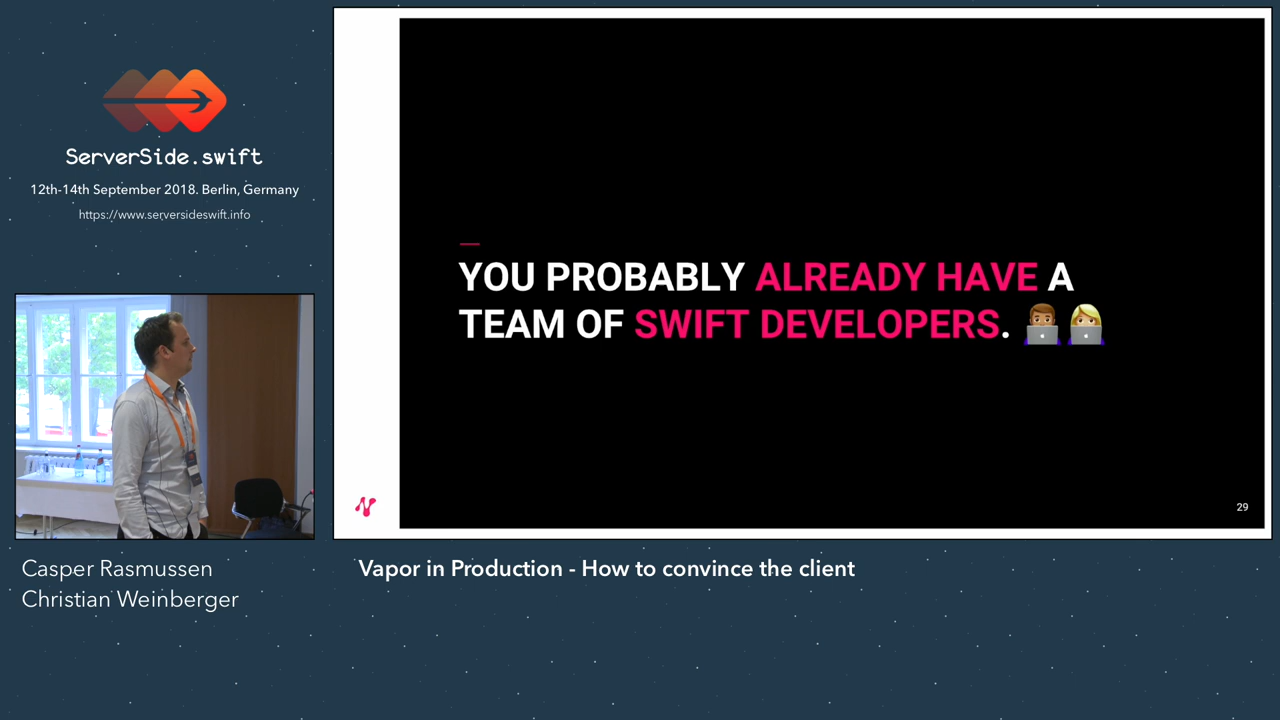 ServerSide.swift
12th-14th September 2018. Berlin, Germany
https://www.serversideswift.info
YOU PROBABLY ALREADY HAVE A
TEAM OF SWIFT DEVELOPERS.
29
Casper Rasmussen
Christian Weinberger
Vapor in Production - How to convince the client